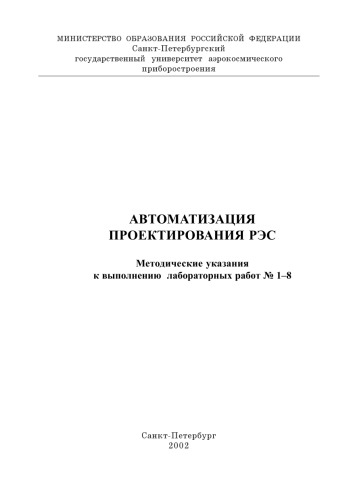 МИНИСТЕРСТВО ОБРАЗОВАНИЯ РОССИЙСКОЙ ФЕДЕРАЦИИ
Санкт-Петербургский
государственный университет аэрокосмического
приборостроения
АВТОМАТИЗАЦИЯ
ПРОЕКТИРОВАНИЯ РЭС
Методические указания
к выполнению лабораторных работ № 1–8
Санкт-Петербург
2002